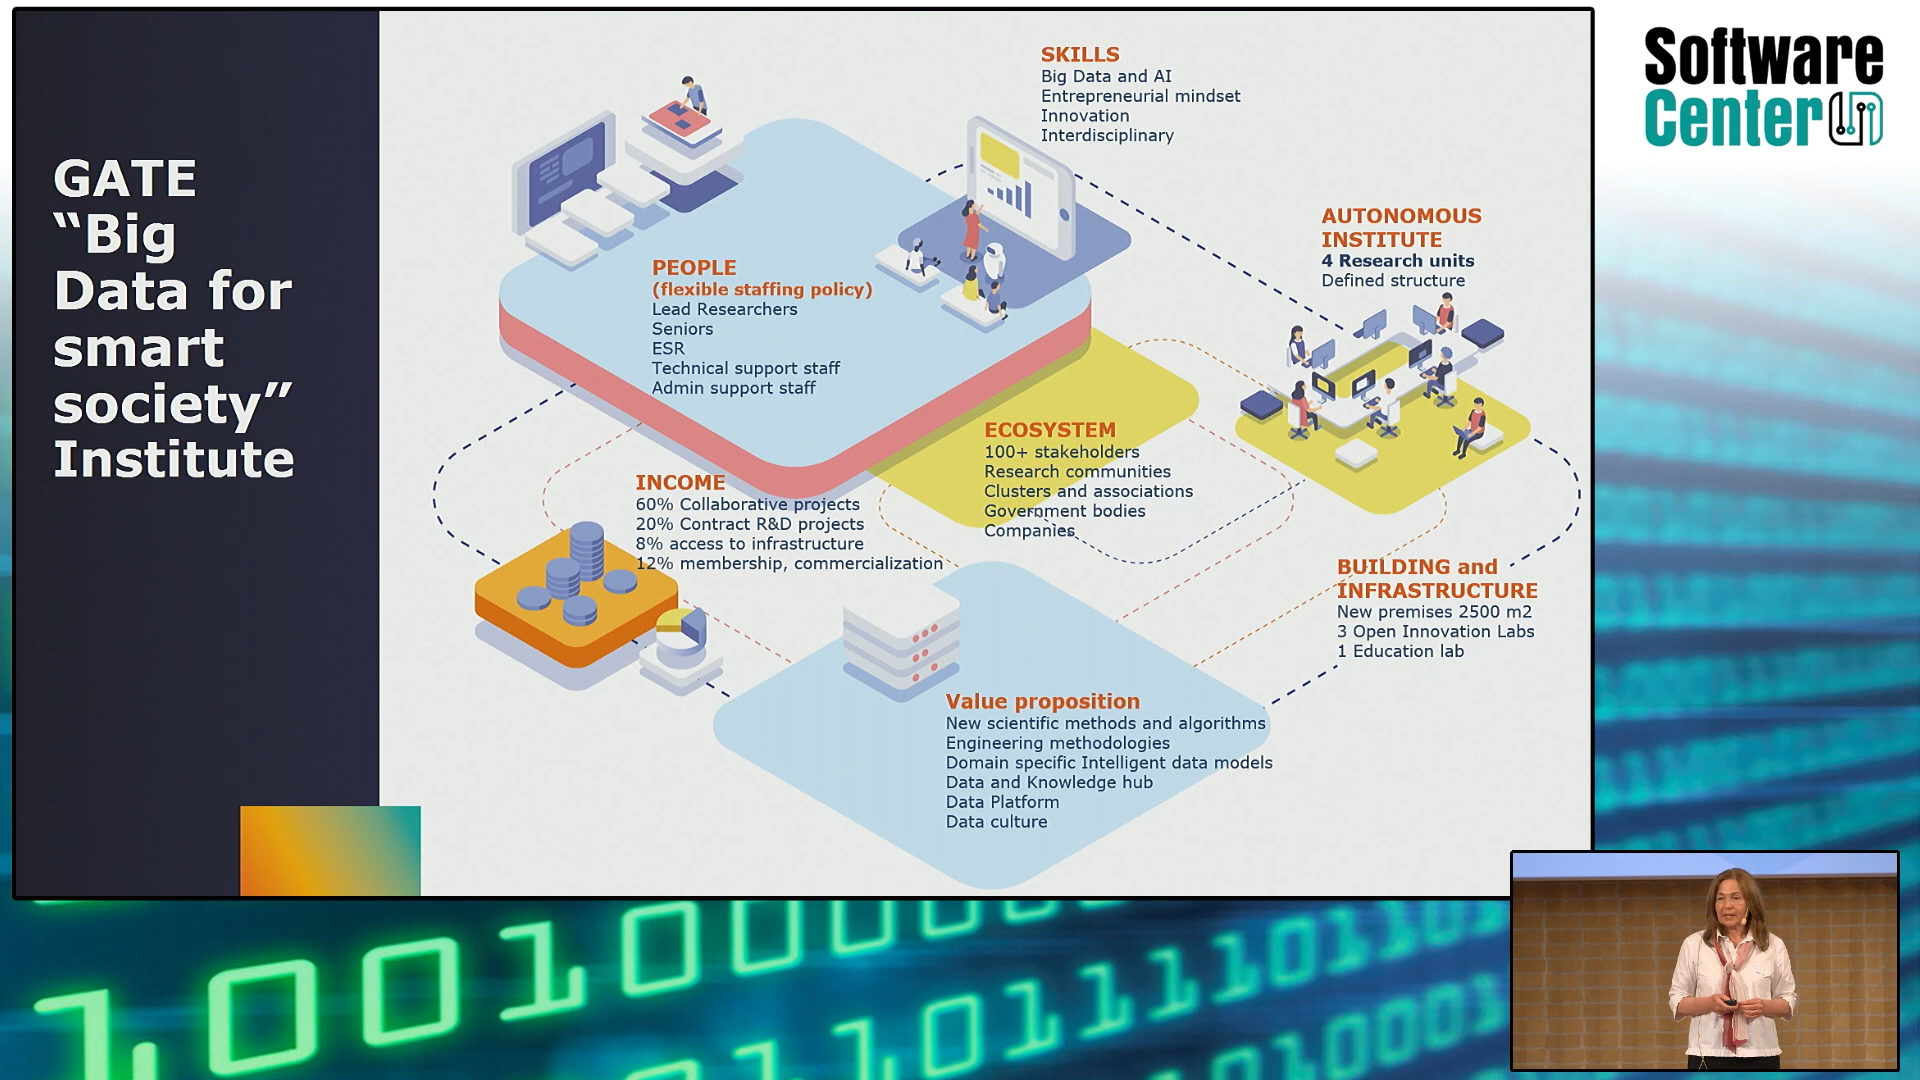 GATE
“Big
Data for
smart
society”
Institute
SKILLS
Big Data and AI
Entrepreneurial mindset
Innovation
Interdisciplinary
AUTONOMOUS
INSTITUTE
4 Research units
Defined structure
PEOPLE
(flexible staffing policy)
Lead Researchers
Seniors
ESR
Technical support staff
Admin support staff
ECOSYSTEM
100+ stakeholders
Research communities
Clusters and associations
Government bodies
Companies
INCOME
60% Collaborative projects
20% Contract R&D projects
8% access to infrastructure
12% membership, commercialization
BUILDING and
INFRASTRUCTURE
New premises 2500 m2
3 Open Innovation Labs
1 Education lab
Value proposition
New scientific methods and algorithms
Engineering methodologies
Domain specific Intelligent data models
Data and Knowledge hub
Data Platform
Data culture
Software
Center